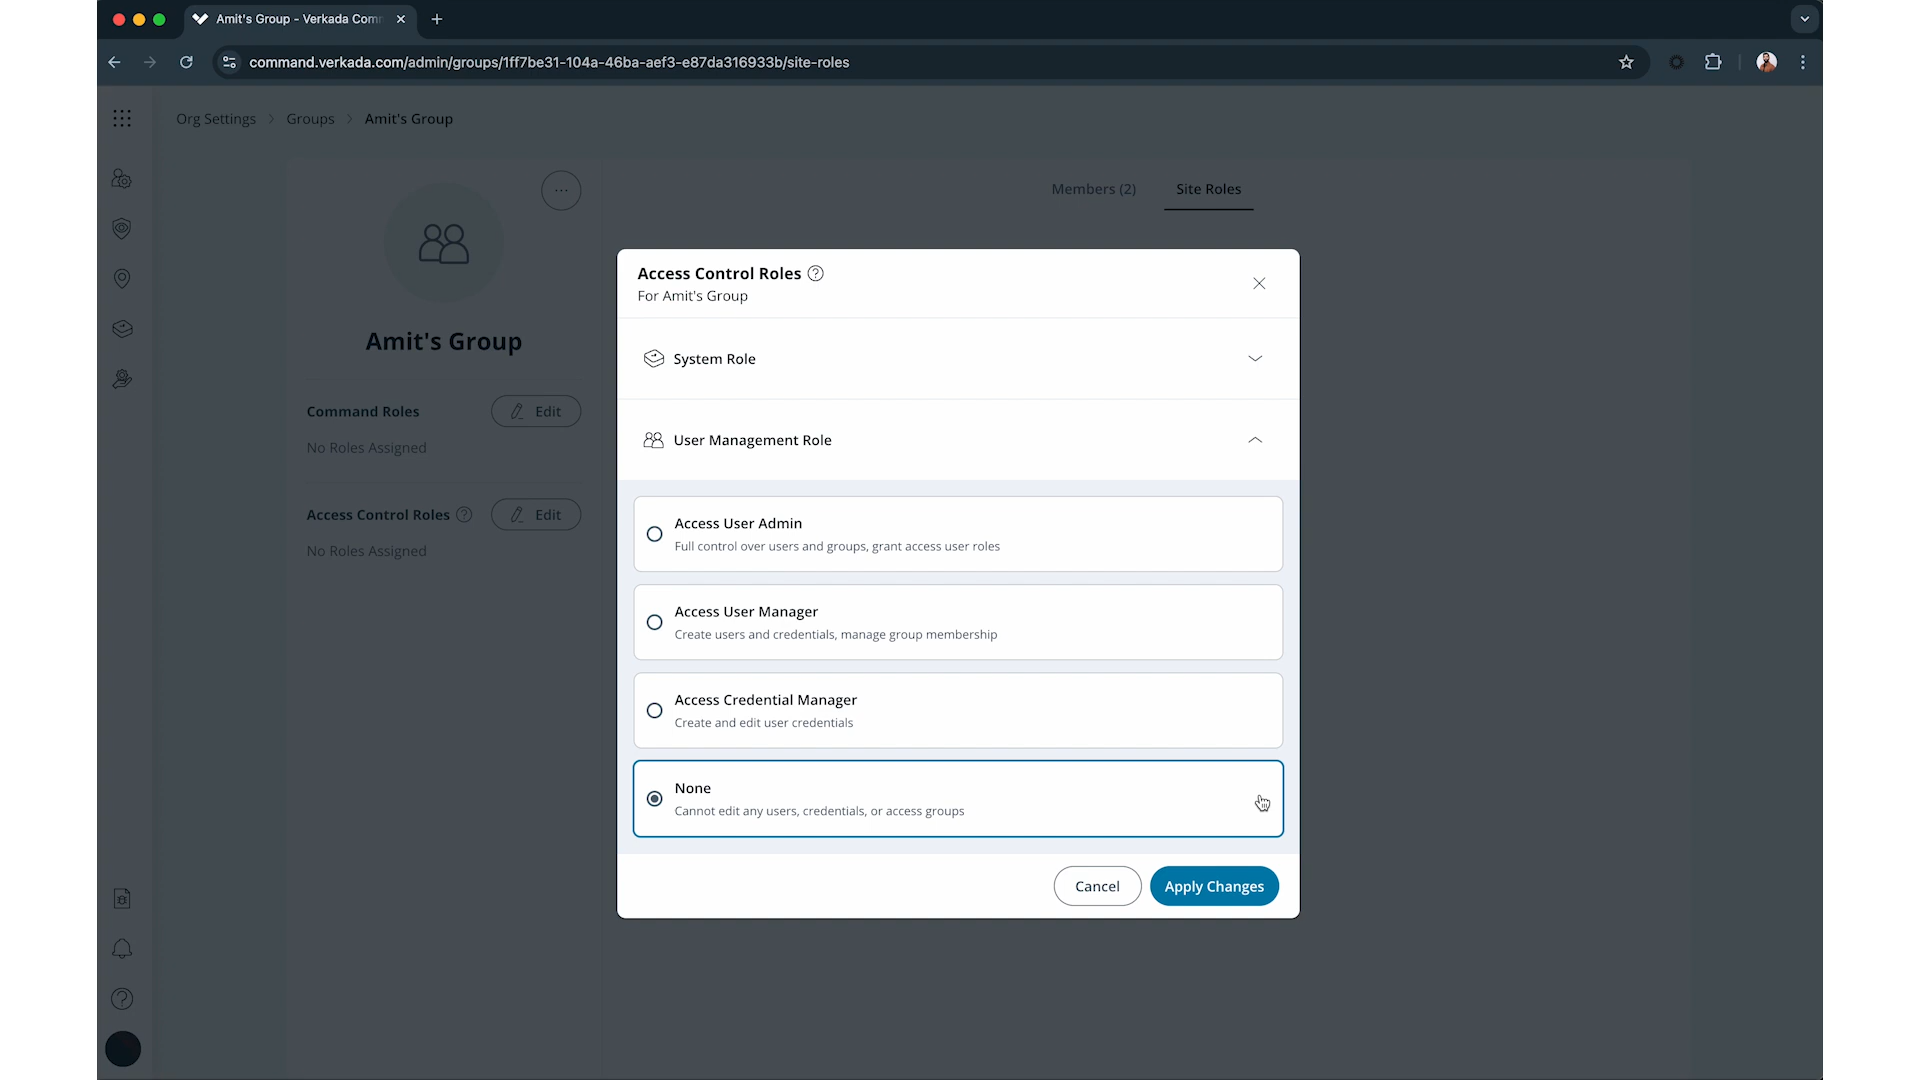 Amit's Group - Verkada Com
command.verkada.com/admin/groups/1ff7be31-104a-46ba-aef3-e87da316933b/site-roles
Org Settings > Groups > Amit's Group
Members (2)
Site Roles
Amit's Group
Command Roles
Edit
No Roles Assigned
Access Control Roles ?
Edit
No Roles Assigned
Access Control Roles ?
For Amit's Group
System Role
User Management Role
Access User Admin
Full control over users and groups, grant access user roles
Access User Manager
Create users and credentials, manage group membership
Access Credential Manager
Create and edit user credentials
None
Cannot edit any users, credentials, or access groups
Cancel
Apply Changes